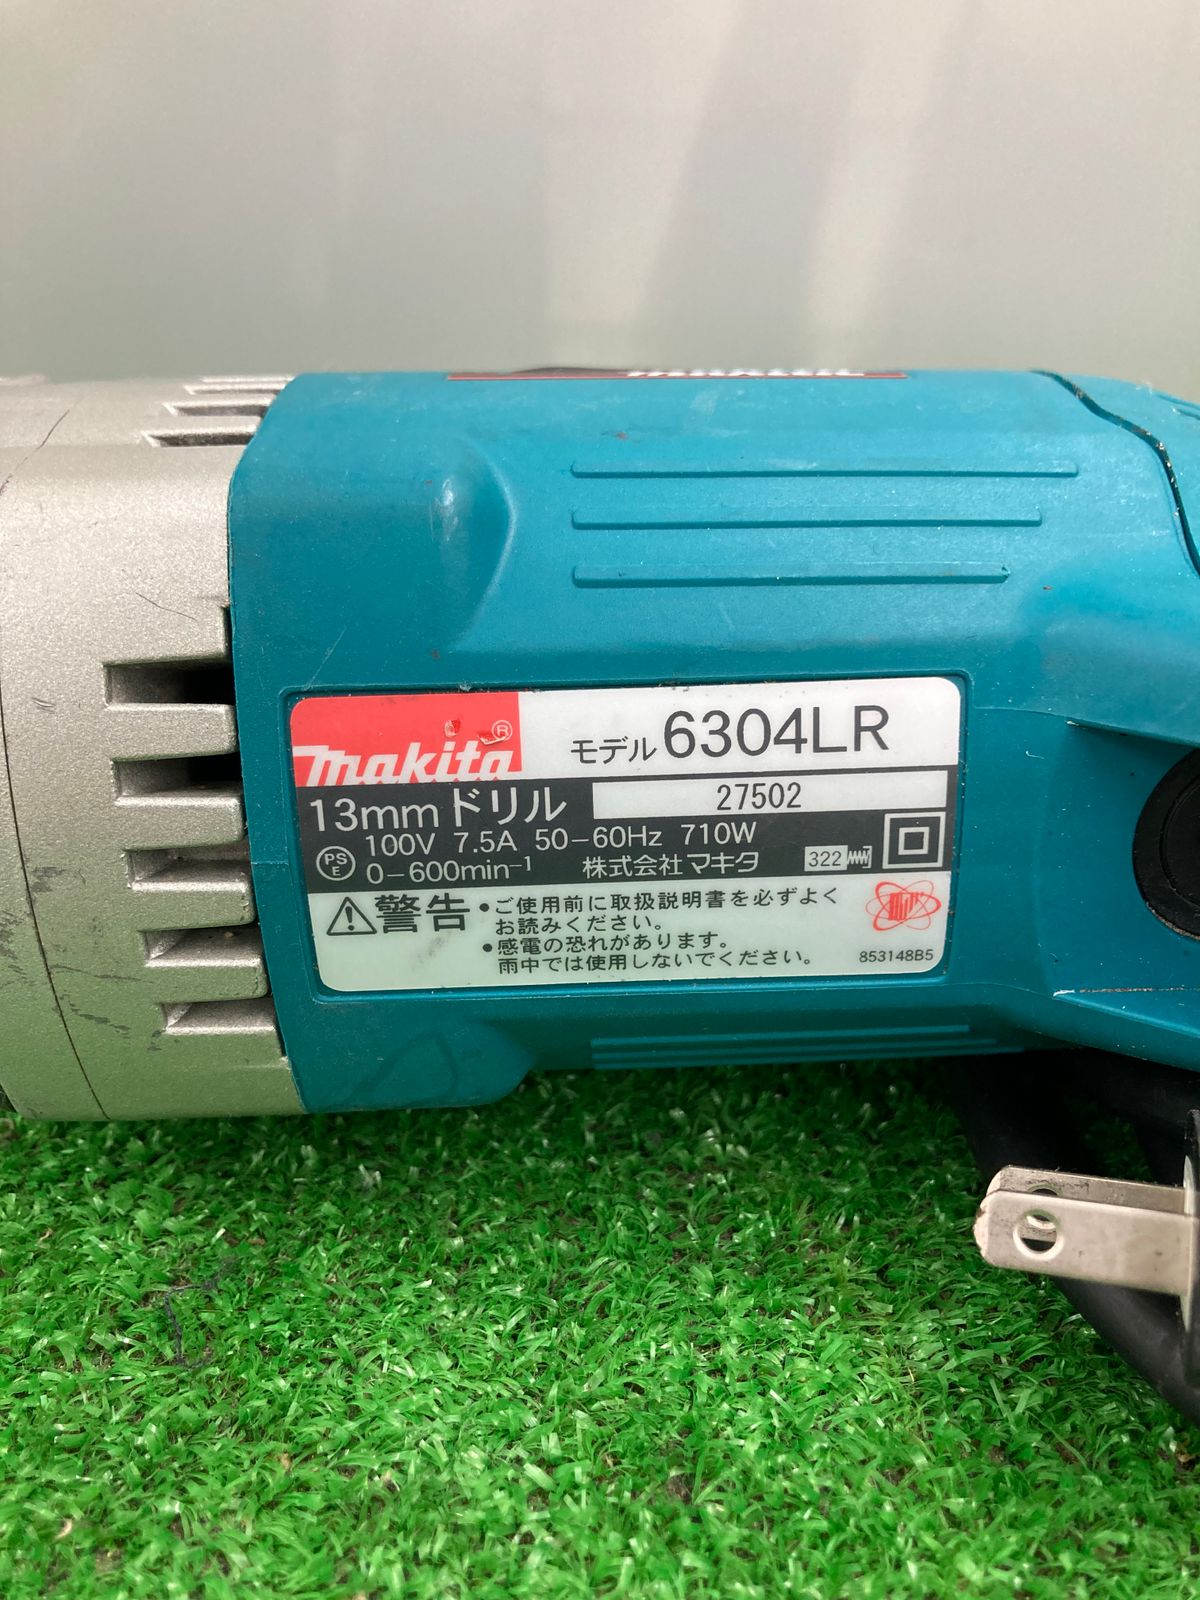 makita®
モデル 6304LR
13mmドリル
27502
100V 7.5A 50-60Hz 710W
PS
E
0-600min⁻¹ 株式会社マキタ
322
警告
•ご使用前に取扱説明書を必ずよく
お読みください。
•感電の恐れがあります。
雨中では使用しないでください。
853148B5